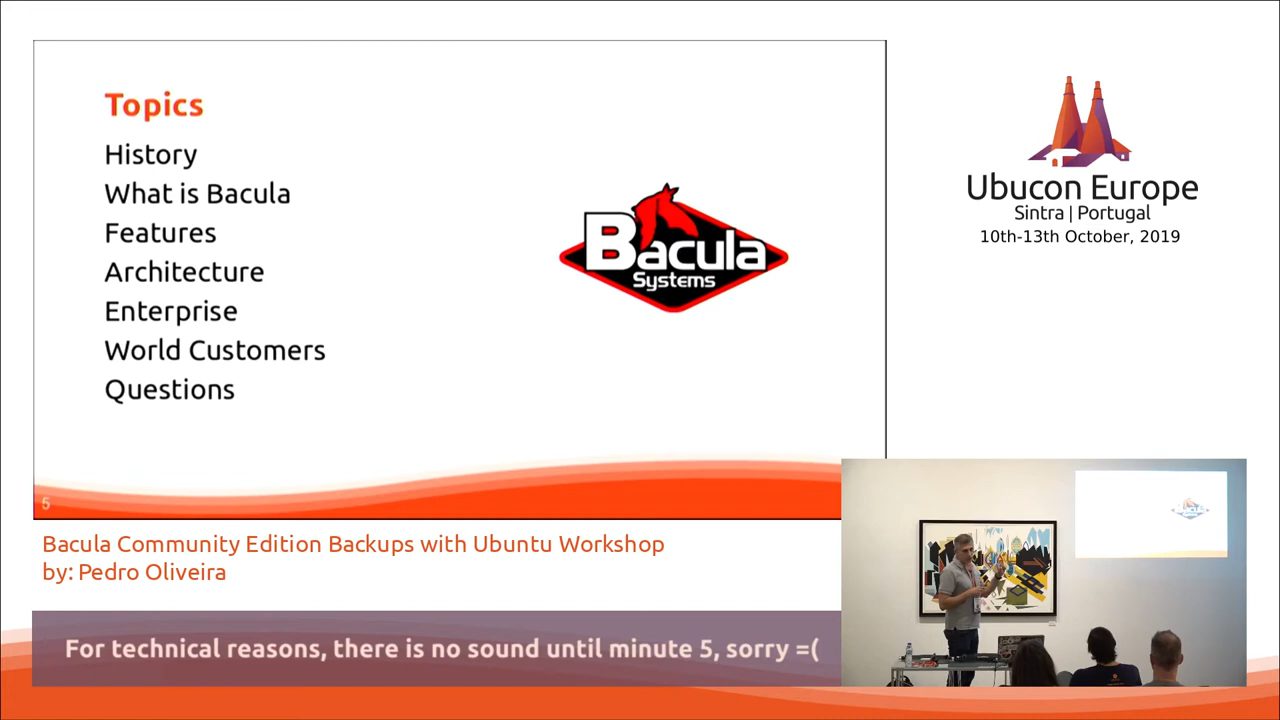 Topics
History
What is Bacula
Features
Architecture
Enterprise
World Customers
Questions
Bacula
Systems
5
Ubucon Europe
Sintra | Portugal
10th-13th October, 2019
Bacula Community Edition Backups with Ubuntu Workshop
by: Pedro Oliveira
For technical reasons, there is no sound until minute 5, sorry =(